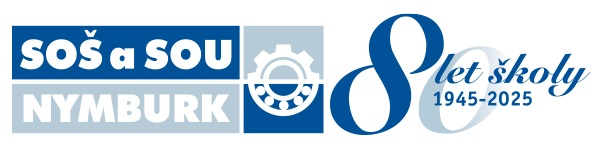 SOŠ a SOU
NYMBURK
80 let školy
1945-2025